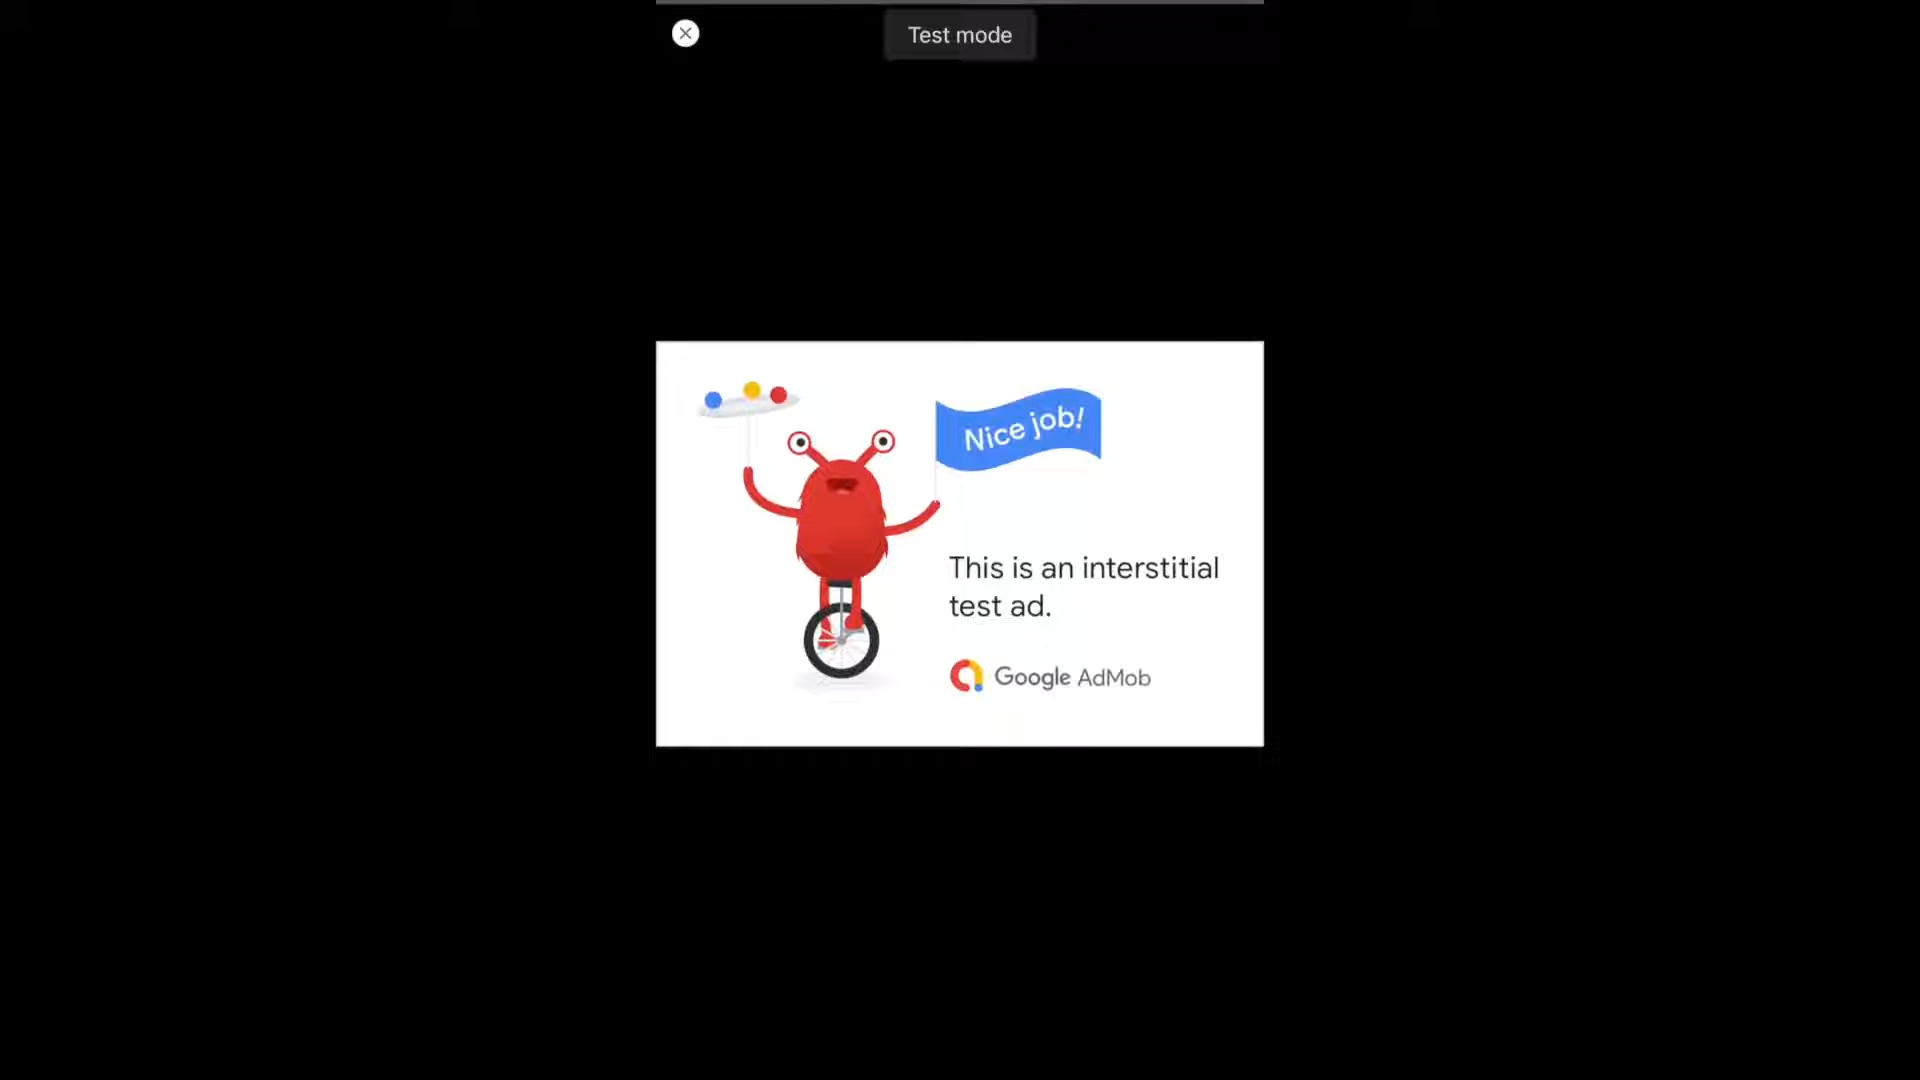 Test mode
Nice job!
This is an interstitial
test ad.
Google AdMob